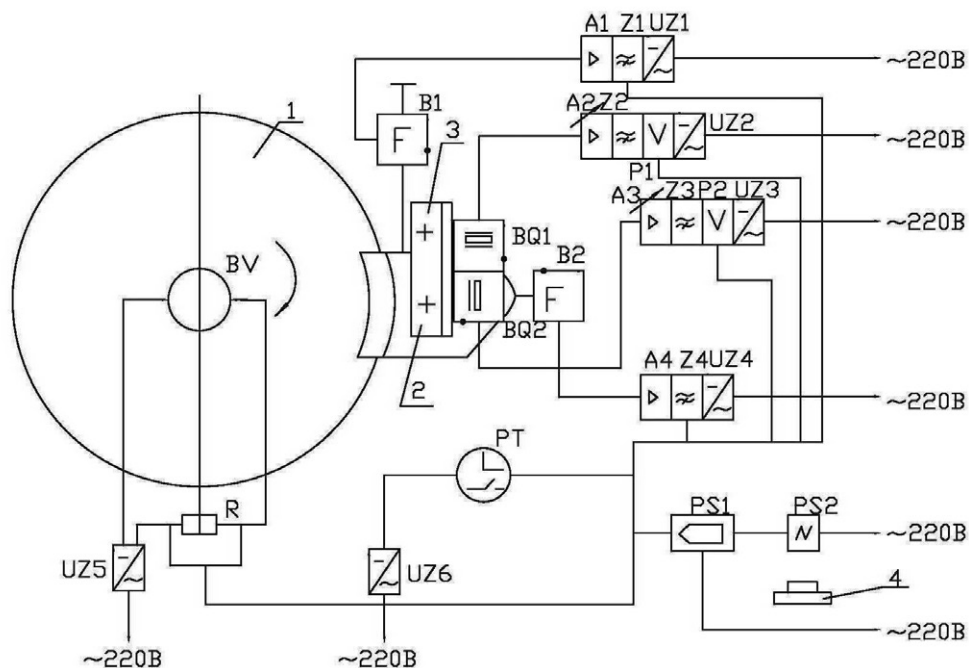 A1 Z1 UZ1
~220В
1
B1
F
3
A2 Z2
UZ2
V
~220В
P1
A3 Z3 P2 UZ3
V
~220В
BV
BQ1
B2
F
BQ2
2
A4 Z4 UZ4
~220В
PT
R
PS1
PS2
~220В
UZ5
UZ6
4
~220В
~220В
~220В